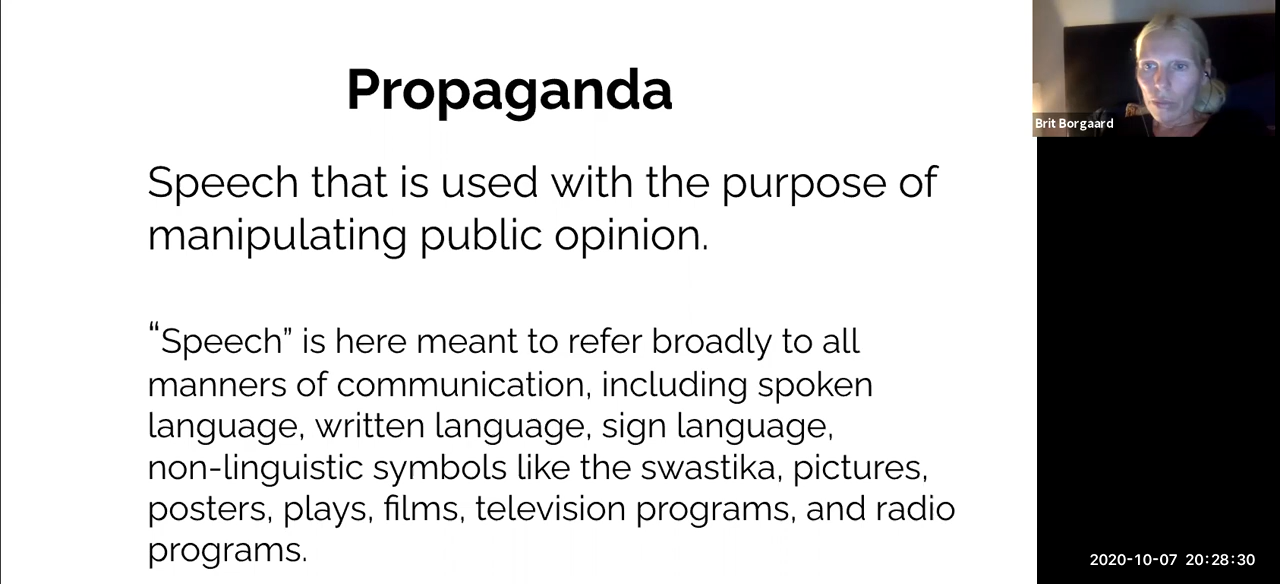 Propaganda
Speech that is used with the purpose of
manipulating public opinion.
“Speech” is here meant to refer broadly to all
manners of communication, including spoken
language, written language, sign language,
non-linguistic symbols like the swastika, pictures,
posters, plays, films, television programs, and radio
programs.
Brit Borgaard
2020-10-07 20:28:30